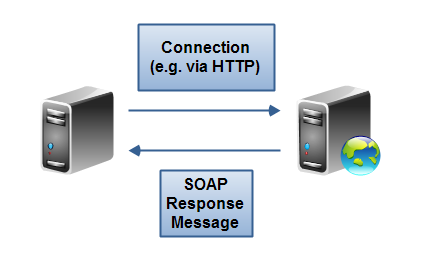 Connection
(e.g. via HTTP)
SOAP
Response
Message